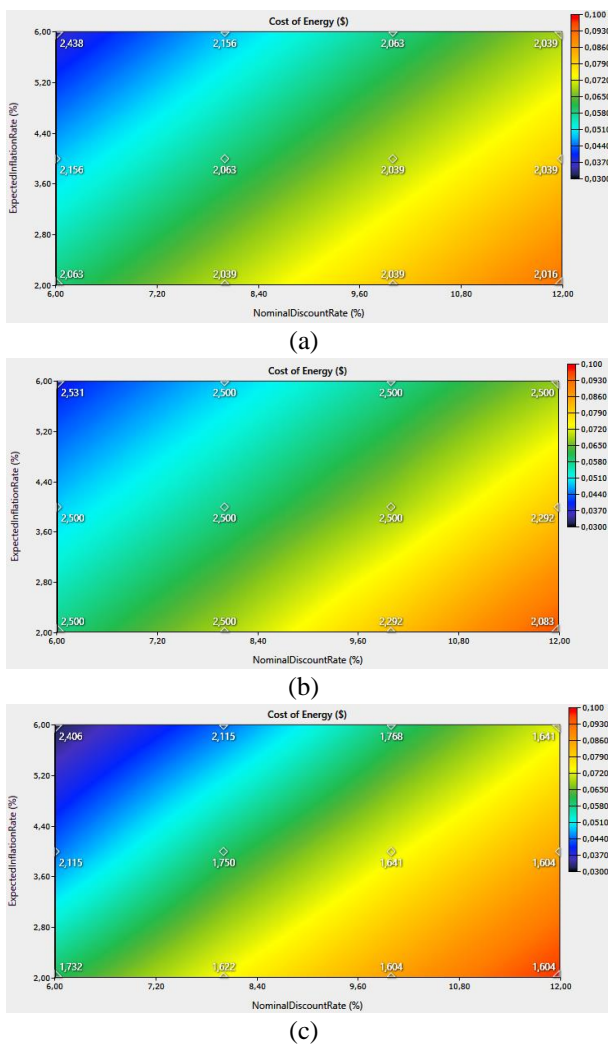 Cost of Energy ($)
6,00
5,20
4,40
3,60
2,80
2,00
ExpectedInflationRate (%)
2,438 2,156 2,063 2,039
2,156 2,063 2,039 2,039
2,063 2,039 2,039 2,016
6,00 7,20 8,40 9,60 10,80 12,00
NominalDiscountRate (%)
0,100
0,0930
0,0860
0,0790
0,0720
0,0650
0,0580
0,0510
0,0440
0,0370
0,0300
(a)
Cost of Energy ($)
6,00
5,20
4,40
3,60
2,80
2,00
ExpectedInflationRate (%)
2,531 2,500 2,500 2,500
2,500 2,500 2,500 2,292
2,500 2,500 2,292 2,083
6,00 7,20 8,40 9,60 10,80 12,00
NominalDiscountRate (%)
0,100
0,0930
0,0860
0,0790
0,0720
0,0650
0,0580
0,0510
0,0440
0,0370
0,0300
(b)
Cost of Energy ($)
6,00
5,20
4,40
3,60
2,80
2,00
ExpectedInflationRate (%)
2,406 2,115 1,768 1,641
2,115 1,750 1,641 1,604
1,732 1,622 1,604 1,604
6,00 7,20 8,40 9,60 10,80 12,00
NominalDiscountRate (%)
0,100
0,0930
0,0860
0,0790
0,0720
0,0650
0,0580
0,0510
0,0440
0,0370
0,0300
(c)